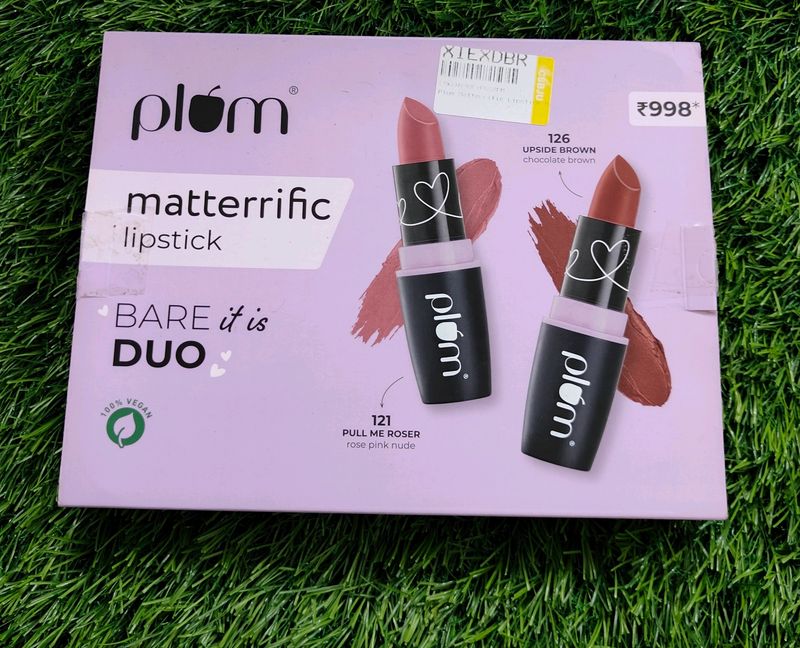 plum®
matterrific
lipstick
BARE it is
DUO
100% VEGAN
XIEXDBR
₹998*
126
UPSIDE BROWN
chocolate brown
plum®
plum®
121
PULL ME ROSER
rose pink nude